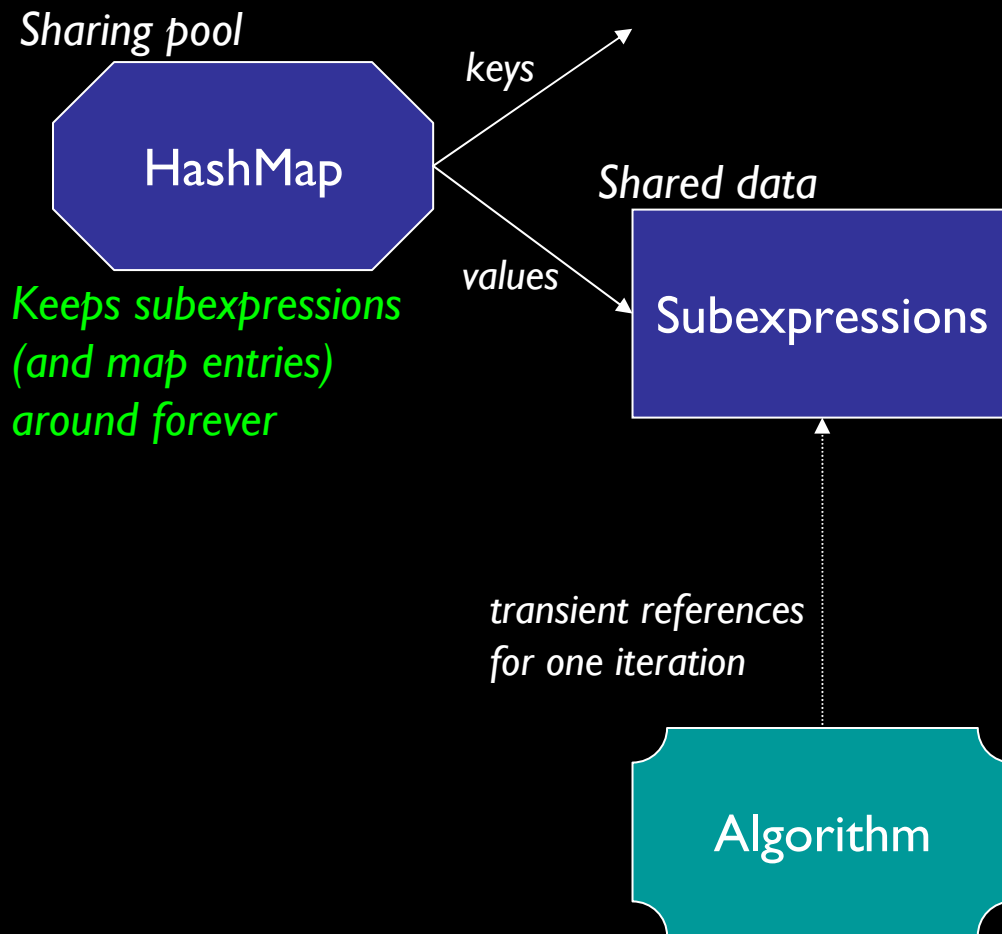 Sharing pool
keys
HashMap
Shared data
values
Subexpressions
Keeps subexpressions
(and map entries)
around forever
transient references
for one iteration
Algorithm